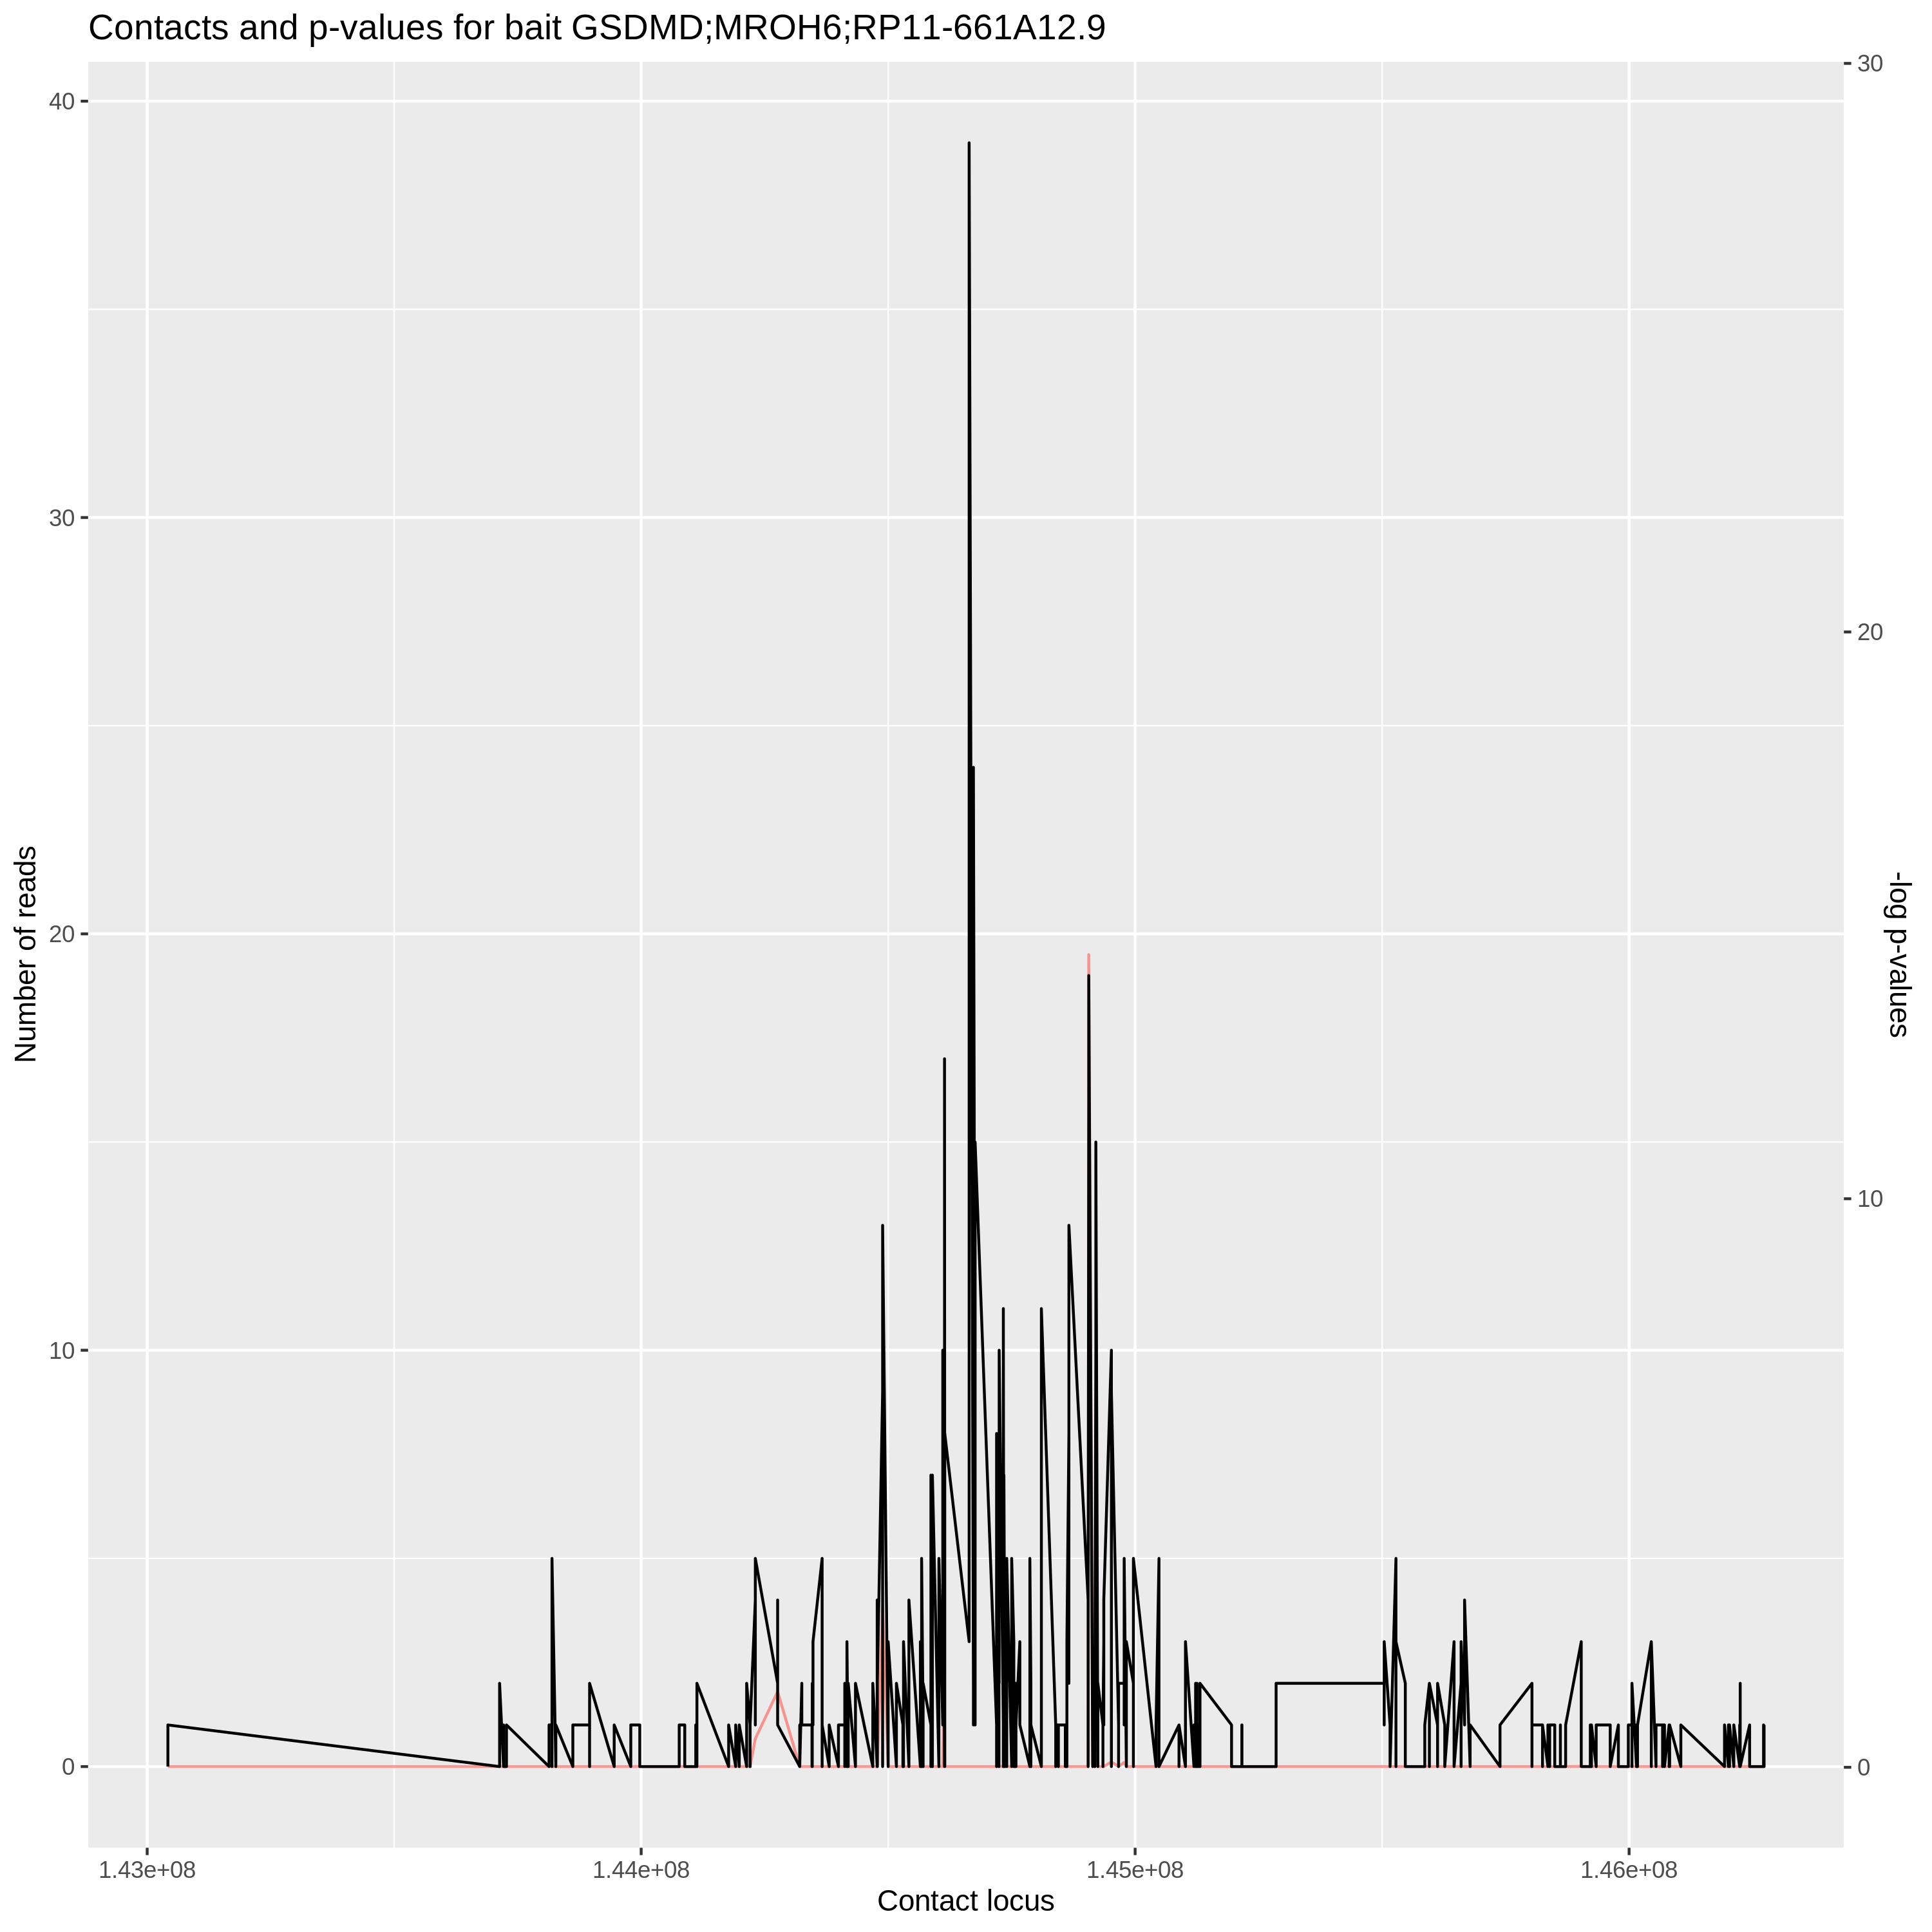 Contacts and p-values for bait GSDMD;MROH6;RP11-661A12.9
40
30
20
10
0
Number of reads
30
20
10
0
-log p-values
1.43e+08 1.44e+08 1.45e+08 1.46e+08
Contact locus